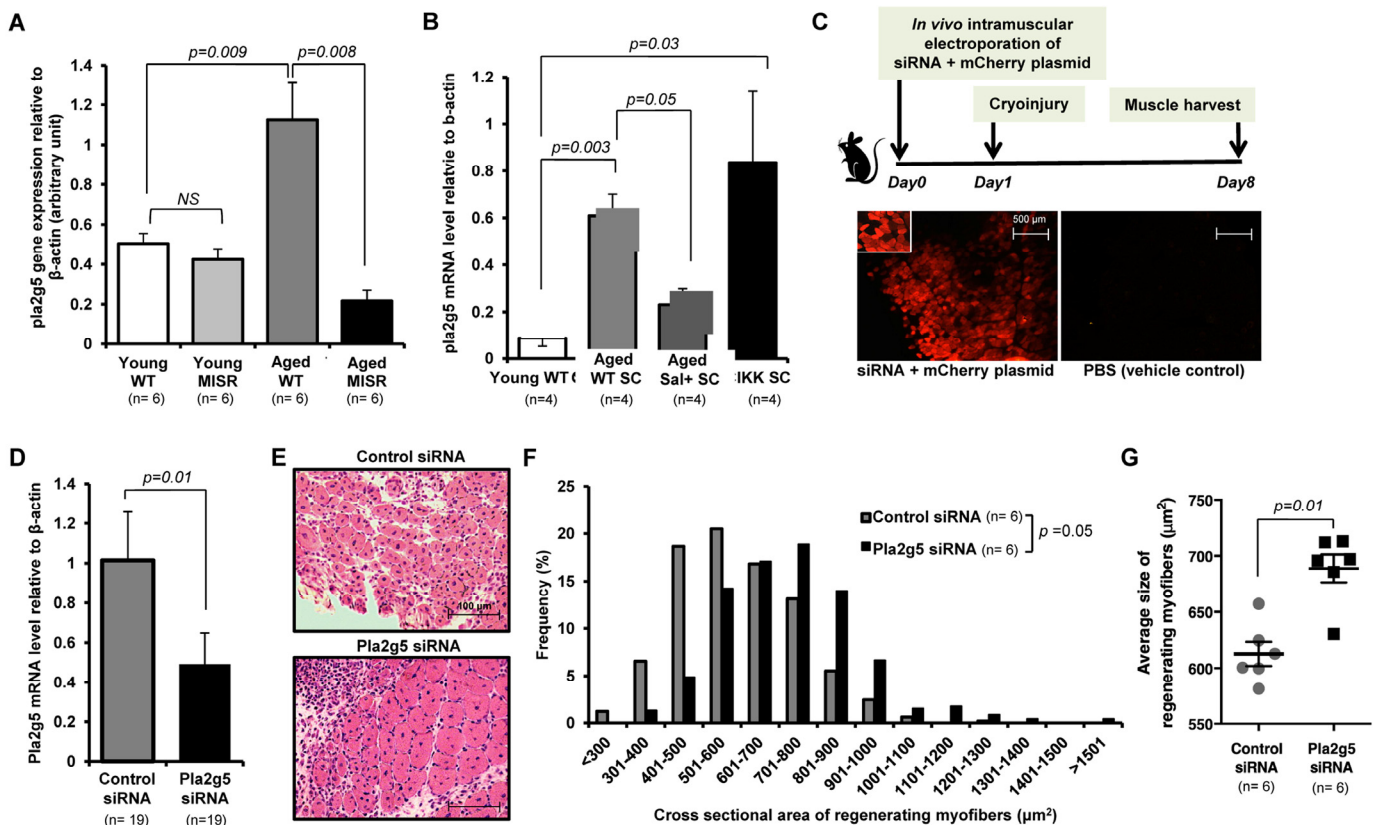 A
p=0.009
p=0.008
NS
pla2g5 gene expression relative to
β-actin (arbitrary unit)
1.4
1.2
1
0.8
0.6
0.4
0.2
0
Young
WT
(n= 6)
Young
MISR
(n= 6)
Aged
WT
(n= 6)
Aged
MISR
(n= 6)
B
p=0.03
p=0.05
p=0.003
pla2g5 mRNA level relatvie to b-actin
1.2
1
0.8
0.6
0.4
0.2
0
Young WT
(n=4)
Aged
WT SC
(n=4)
Aged
Sal+ SC
(n=4)
IKK SC
(n=4)
C
In vivo intramuscular
electroporation of
siRNA + mCherry plasmid
Cryoinjury
Muscle harvest
Day0
Day1
Day8
500 µm
siRNA + mCherry plasmid
PBS (vehicle control)
D
p=0.01
Pla2g5 mRNA level relative to β-actin
1.4
1.2
1
0.8
0.6
0.4
0.2
0
Control
siRNA
(n= 19)
Pla2g5
siRNA
(n=19)
E
Control siRNA
100 µm
Pla2g5 siRNA
F
Frequency (%)
25
20
15
10
5
0
Control siRNA (n= 6)
Pla2g5 siRNA (n= 6)
p =0.05
<300
301-400
401-500
501-600
601-700
701-800
801-900
901-1000
1001-1100
1101-1200
1201-1300
1301-1400
1401-1500
>1501
Cross sectional area of regenerating myofibers (µm²)
G
p=0.01
Average size of
regenerating myofibers (µm²)
750
700
650
600
550
Control
siRNA
(n= 6)
Pla2g5
siRNA
(n= 6)